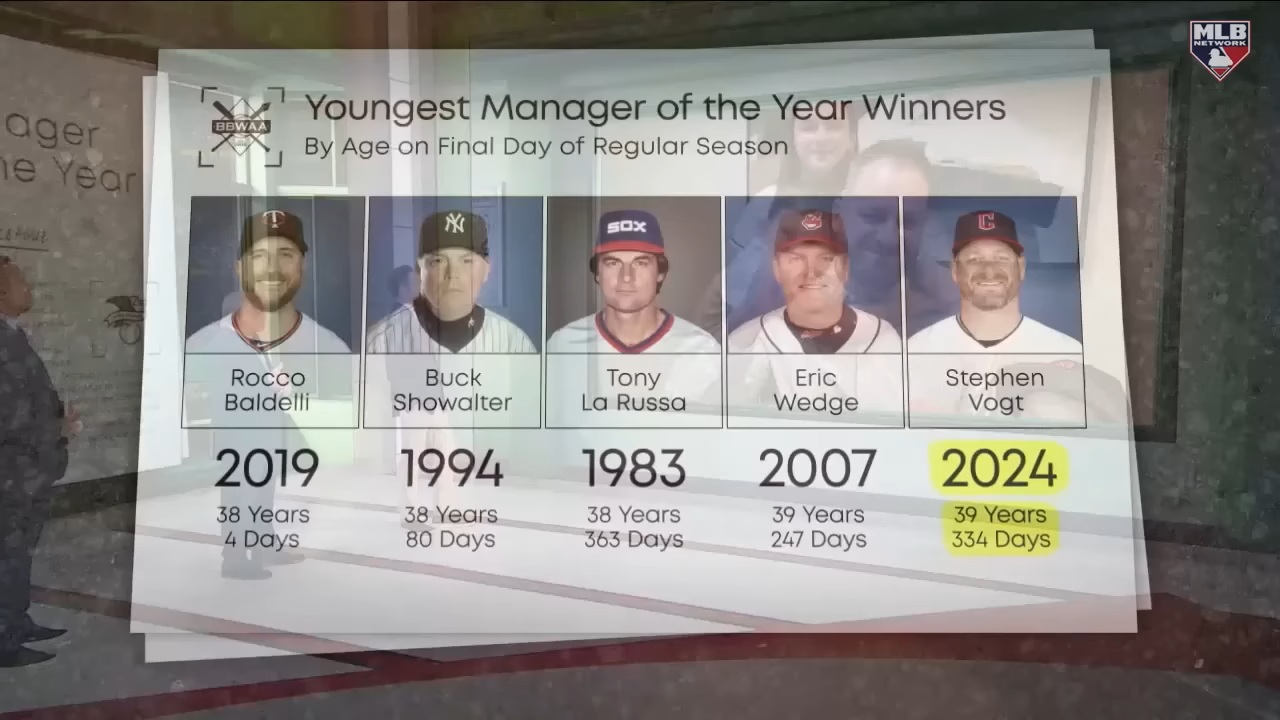 MLB
NETWORK
ager
he Year
BBWAA
Youngest Manager of the Year Winners
By Age on Final Day of Regular Season
T
NY
SOX
C
Rocco
Baldelli
Buck
Showalter
Tony
La Russa
Eric
Wedge
Stephen
Vogt
2019
1994
1983
2007
2024
38 Years
4 Days
38 Years
80 Days
38 Years
363 Days
39 Years
247 Days
39 Years
334 Days